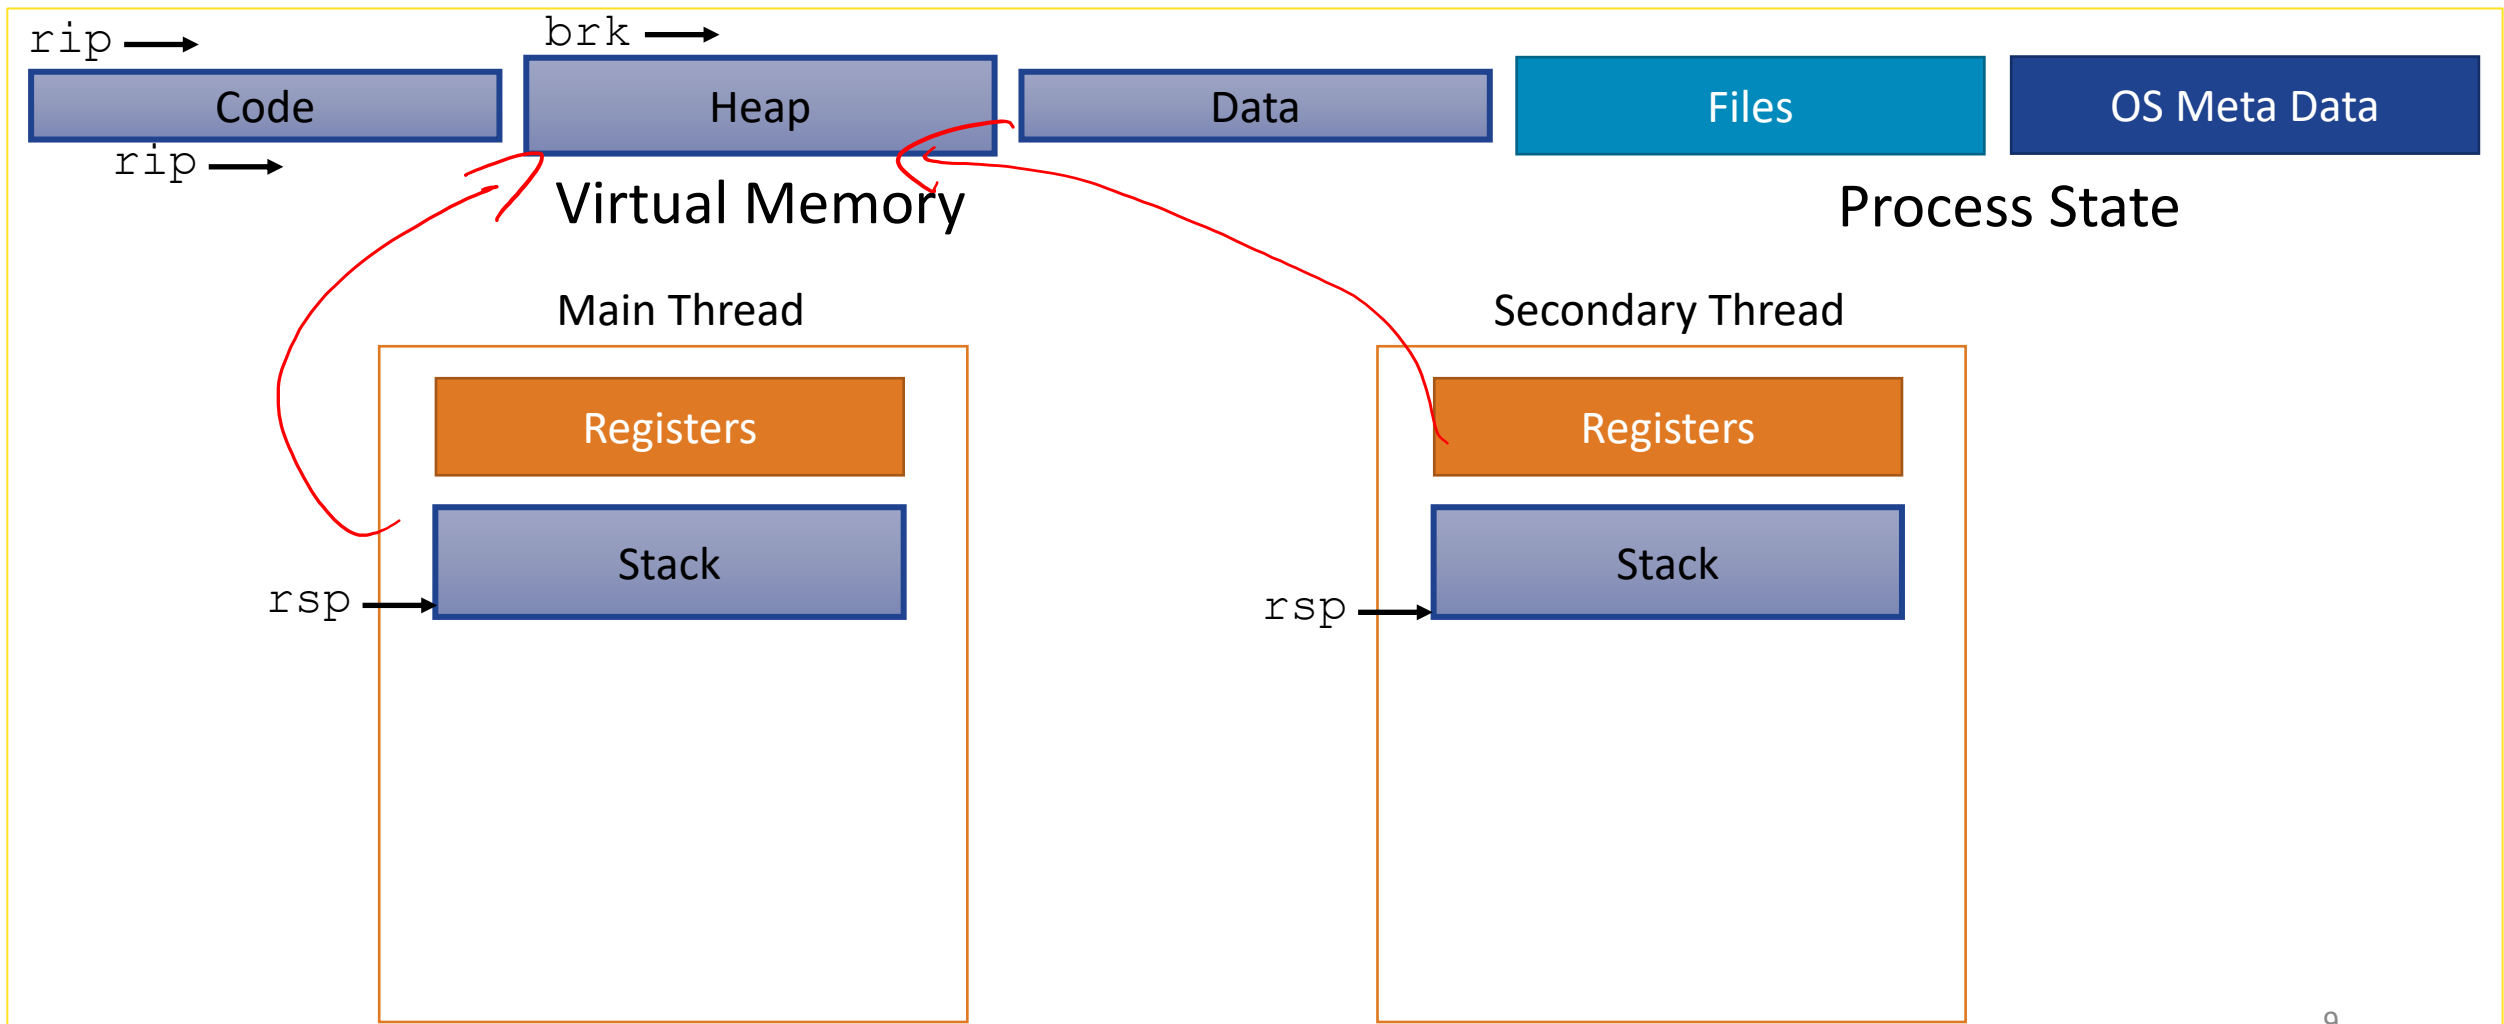 rip
brk
Code
Heap
Data
Files
OS Meta Data
rip
Virtual Memory
Process State
Main Thread
Secondary Thread
Registers
Registers
Stack
Stack
rsp
rsp
9